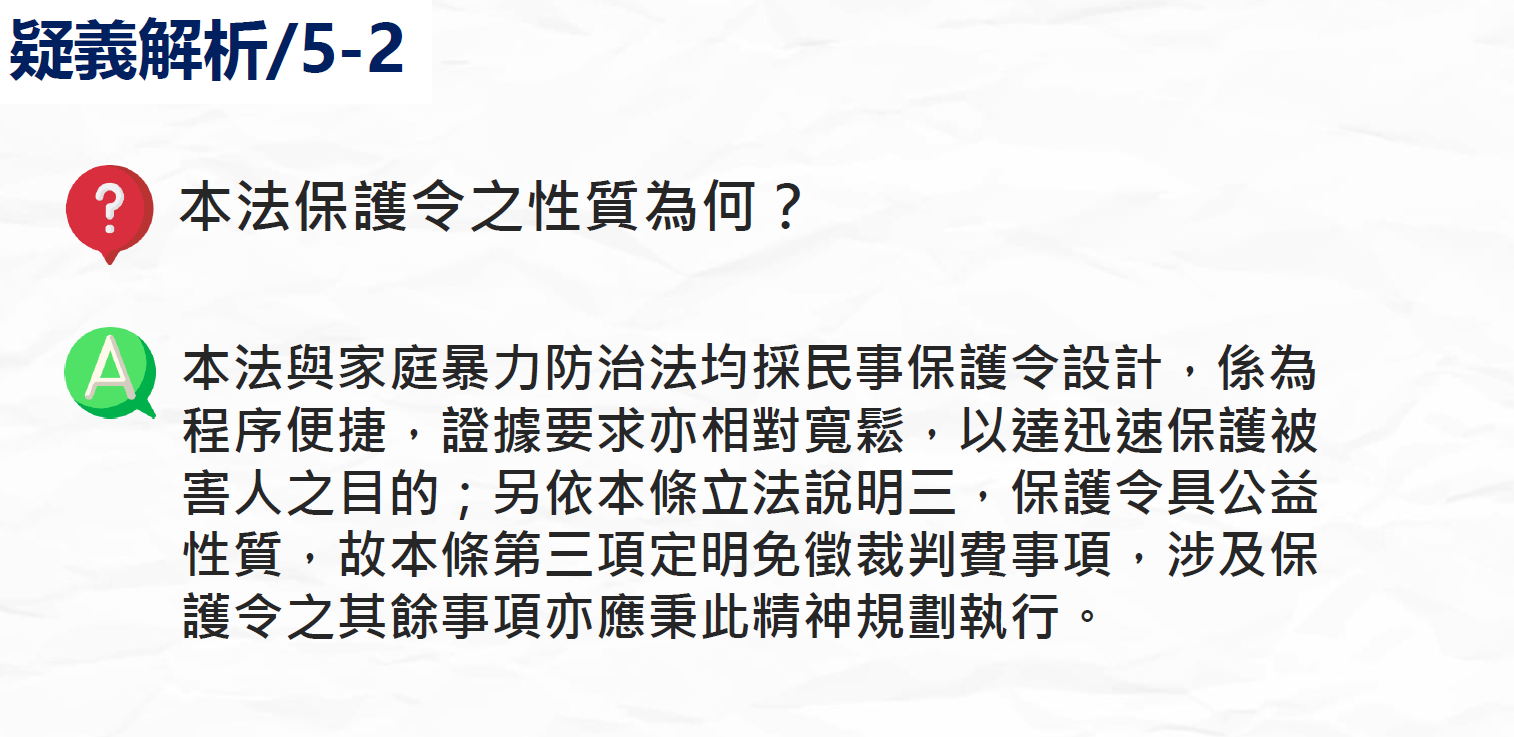 疑義解析/5-2
?
本法保護令之性質為何？
A
本法與家庭暴力防治法均採民事保護令設計，係為
程序便捷，證據要求亦相對寬鬆，以達迅速保護被
害人之目的；另依本條立法說明三，保護令具公益
性質，故本條第三項定明免徵裁判費事項，涉及保
護令之其餘事項亦應秉此精神規劃執行。